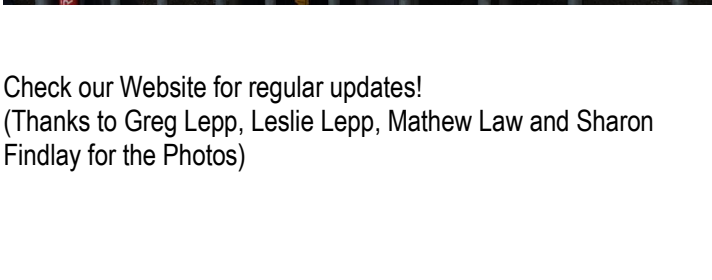 Check our Website for regular updates!
(Thanks to Greg Lepp, Leslie Lepp, Mathew Law and Sharon
Findlay for the Photos)